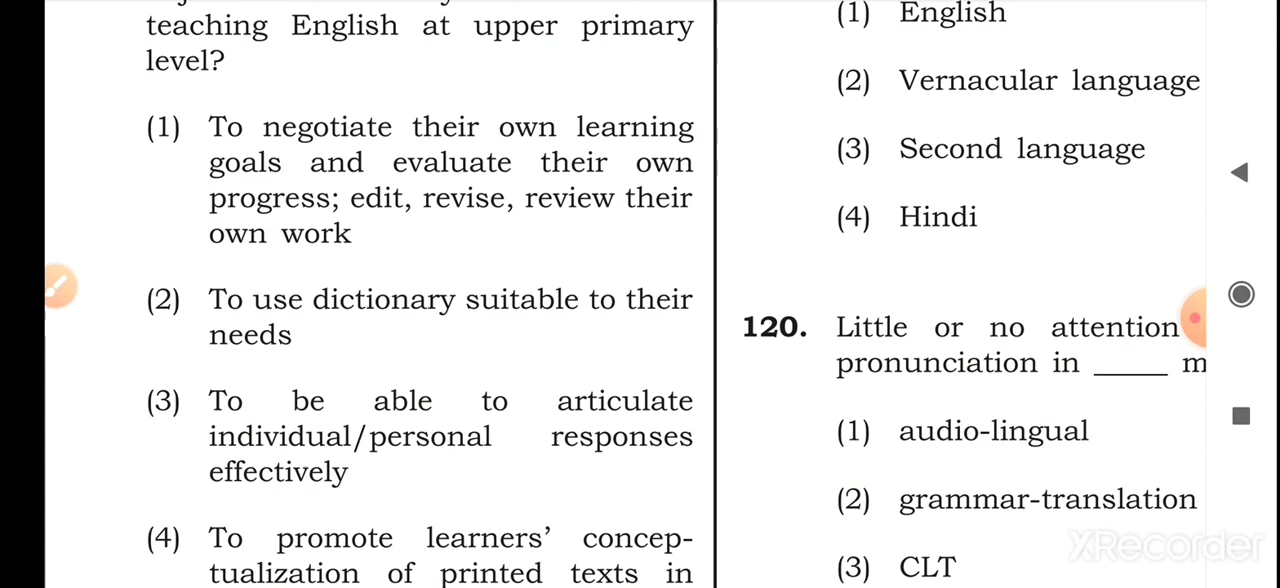 teaching English at upper primary
level?
(1) To negotiate their own learning
goals and evaluate their own
progress; edit, revise, review their
own work
(2) To use dictionary suitable to their
needs
(3) To be able to articulate
individual/personal responses
effectively
(4) To promote learners' concep-
tualization of printed texts in
(1) English
(2) Vernacular language
(3) Second language
(4) Hindi
120. Little or no attention
pronunciation in _____ m
(1) audio-lingual
(2) grammar-translation
(3) CLT
XRecorder